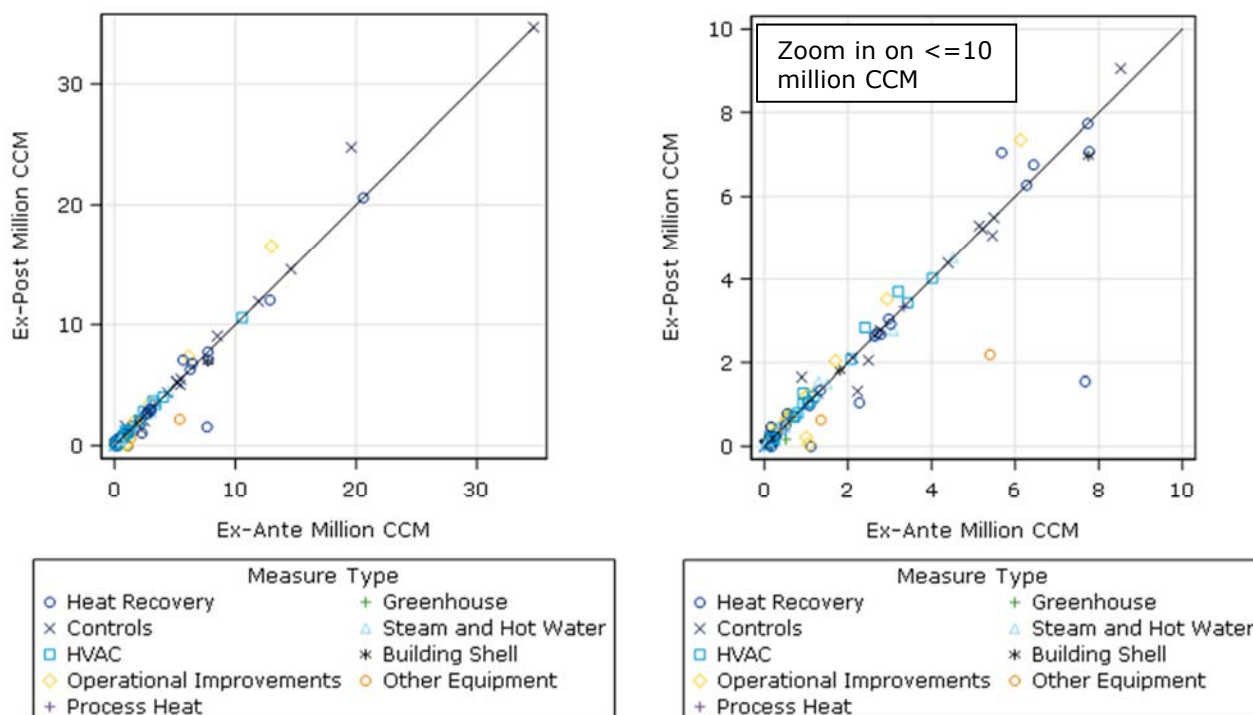 30
20
10
0
Ex-Post Million CCM
0 10 20 30
Ex-Ante Million CCM
Measure Type
Heat Recovery
Controls
HVAC
Operational Improvements
Process Heat
Greenhouse
Steam and Hot Water
Building Shell
Other Equipment
Zoom in on <=10
million CCM
10
8
6
4
2
0
Ex-Post Million CCM
0 2 4 6 8 10
Ex-Ante Million CCM
Measure Type
Heat Recovery
Controls
HVAC
Operational Improvements
Process Heat
Greenhouse
Steam and Hot Water
Building Shell
Other Equipment